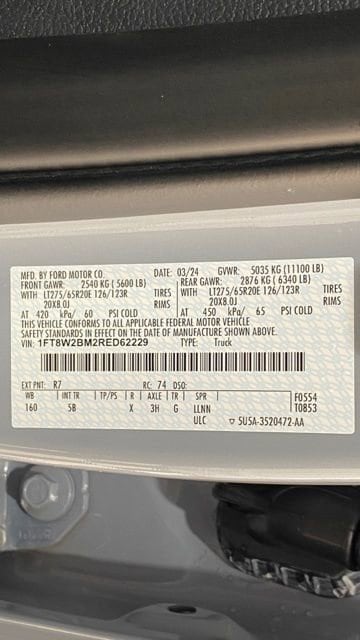 MFD. BY FORD MOTOR CO. DATE: 03/24 GVWR: 5035 KG (11100 LB)
FRONT GAWR: 2540 KG ( 5600 LB) REAR GAWR: 2876 KG ( 6340 LB)
WITH LT275/65R20E 126/123R TIRES WITH LT275/65R20E 126/123R TIRES
20X8.0J RIMS 20X8.0J RIMS
AT 420 kPa/ 60 PSI COLD AT 450 kPa/ 65 PSI COLD
THIS VEHICLE CONFORMS TO ALL APPLICABLE FEDERAL MOTOR VEHICLE
SAFETY STANDARDS IN EFFECT ON THE DATE OF MANUFACTURE SHOWN ABOVE.
VIN: 1FT8W2BM2RED62229 TYPE: Truck
EXT PNT: R7 RC: 74 DSO:
WB INT TR TP/PS R AXLE TR SPR F0554
160 5B X 3H G LLNN T0853
ULC ▽ 5U5A-3520472-AA